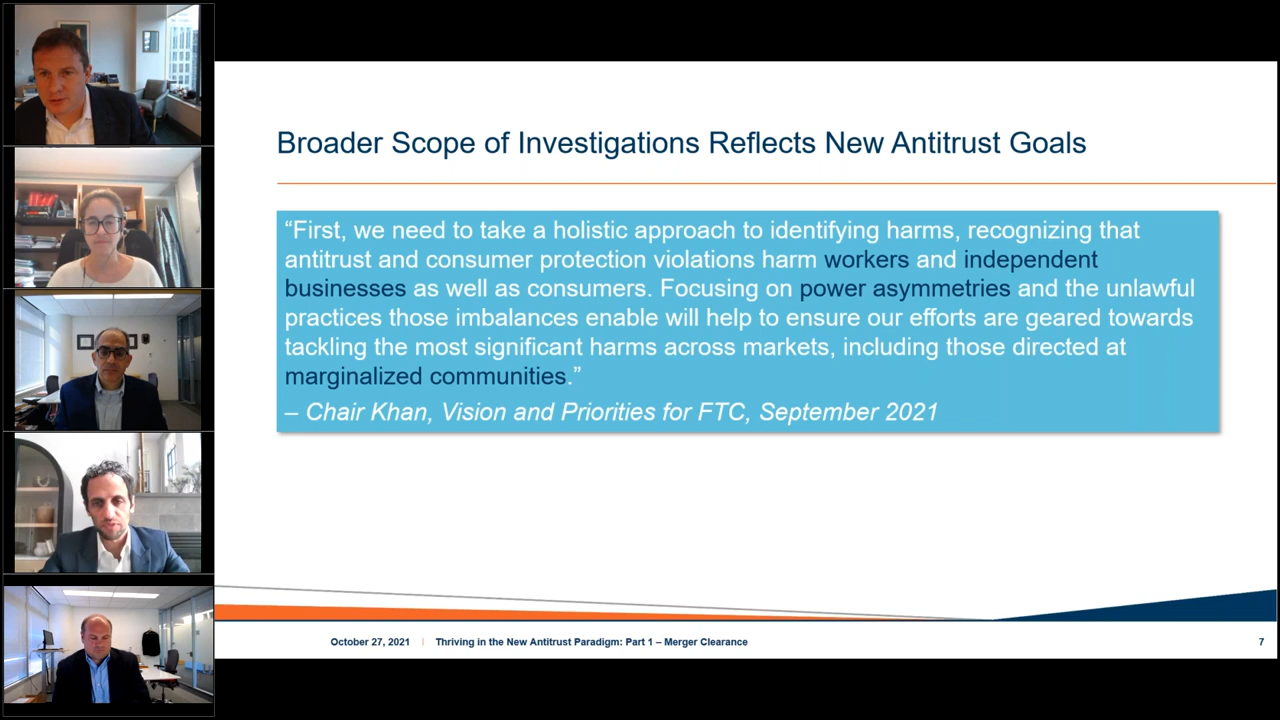 Broader Scope of Investigations Reflects New Antitrust Goals
“First, we need to take a holistic approach to identifying harms, recognizing that
antitrust and consumer protection violations harm workers and independent
businesses as well as consumers. Focusing on power asymmetries and the unlawful
practices those imbalances enable will help to ensure our efforts are geared towards
tackling the most significant harms across markets, including those directed at
marginalized communities.”
– Chair Khan, Vision and Priorities for FTC, September 2021
October 27, 2021 | Thriving in the New Antitrust Paradigm: Part 1 – Merger Clearance 7